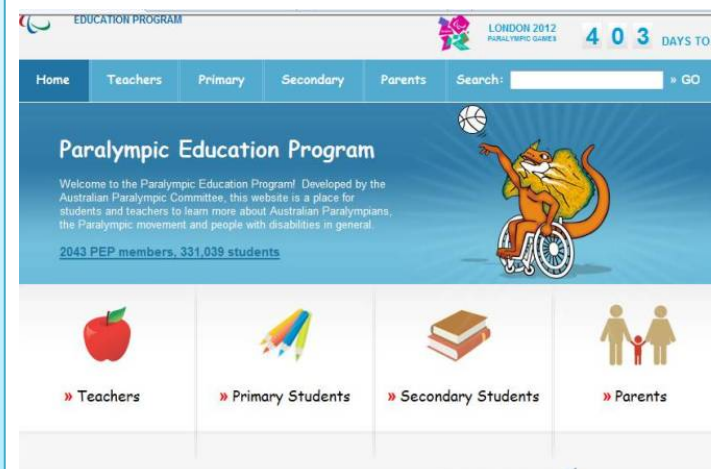 EDUCATION PROGRAM
LONDON 2012
PARALYMPIC GAMES
4 0 3 DAYS TO
Home Teachers Primary Secondary Parents Search: » GO
Paralympic Education Program
Welcome to the Paralympic Education Program! Developed by the
Australian Paralympic Committee, this website is a place for
students and teachers to learn more about Australian Paralympians,
the Paralympic movement and people with disabilities in general.
2043 PEP members, 331,039 students
» Teachers
» Primary Students
» Secondary Students
» Parents